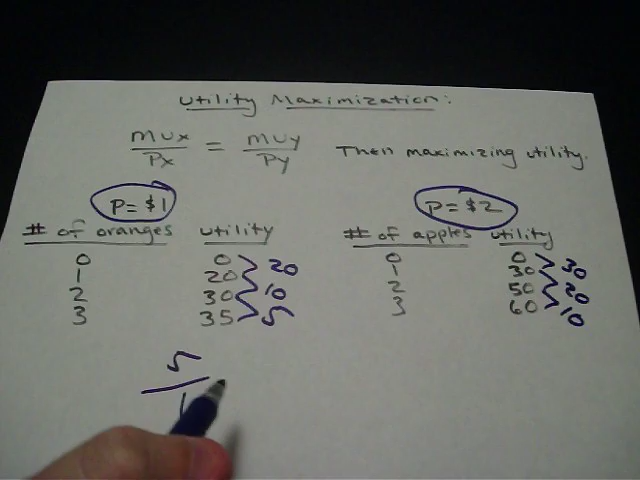 Utility Maximization:
MUx / Px = MUy / Py Then maximizing utility.
P = $1 P = $2
# of oranges utility # of apples utility
0 0 0 0
1 20 1 30
2 30 2 50
3 35 3 60
20 30
10 20
5 10
5
1